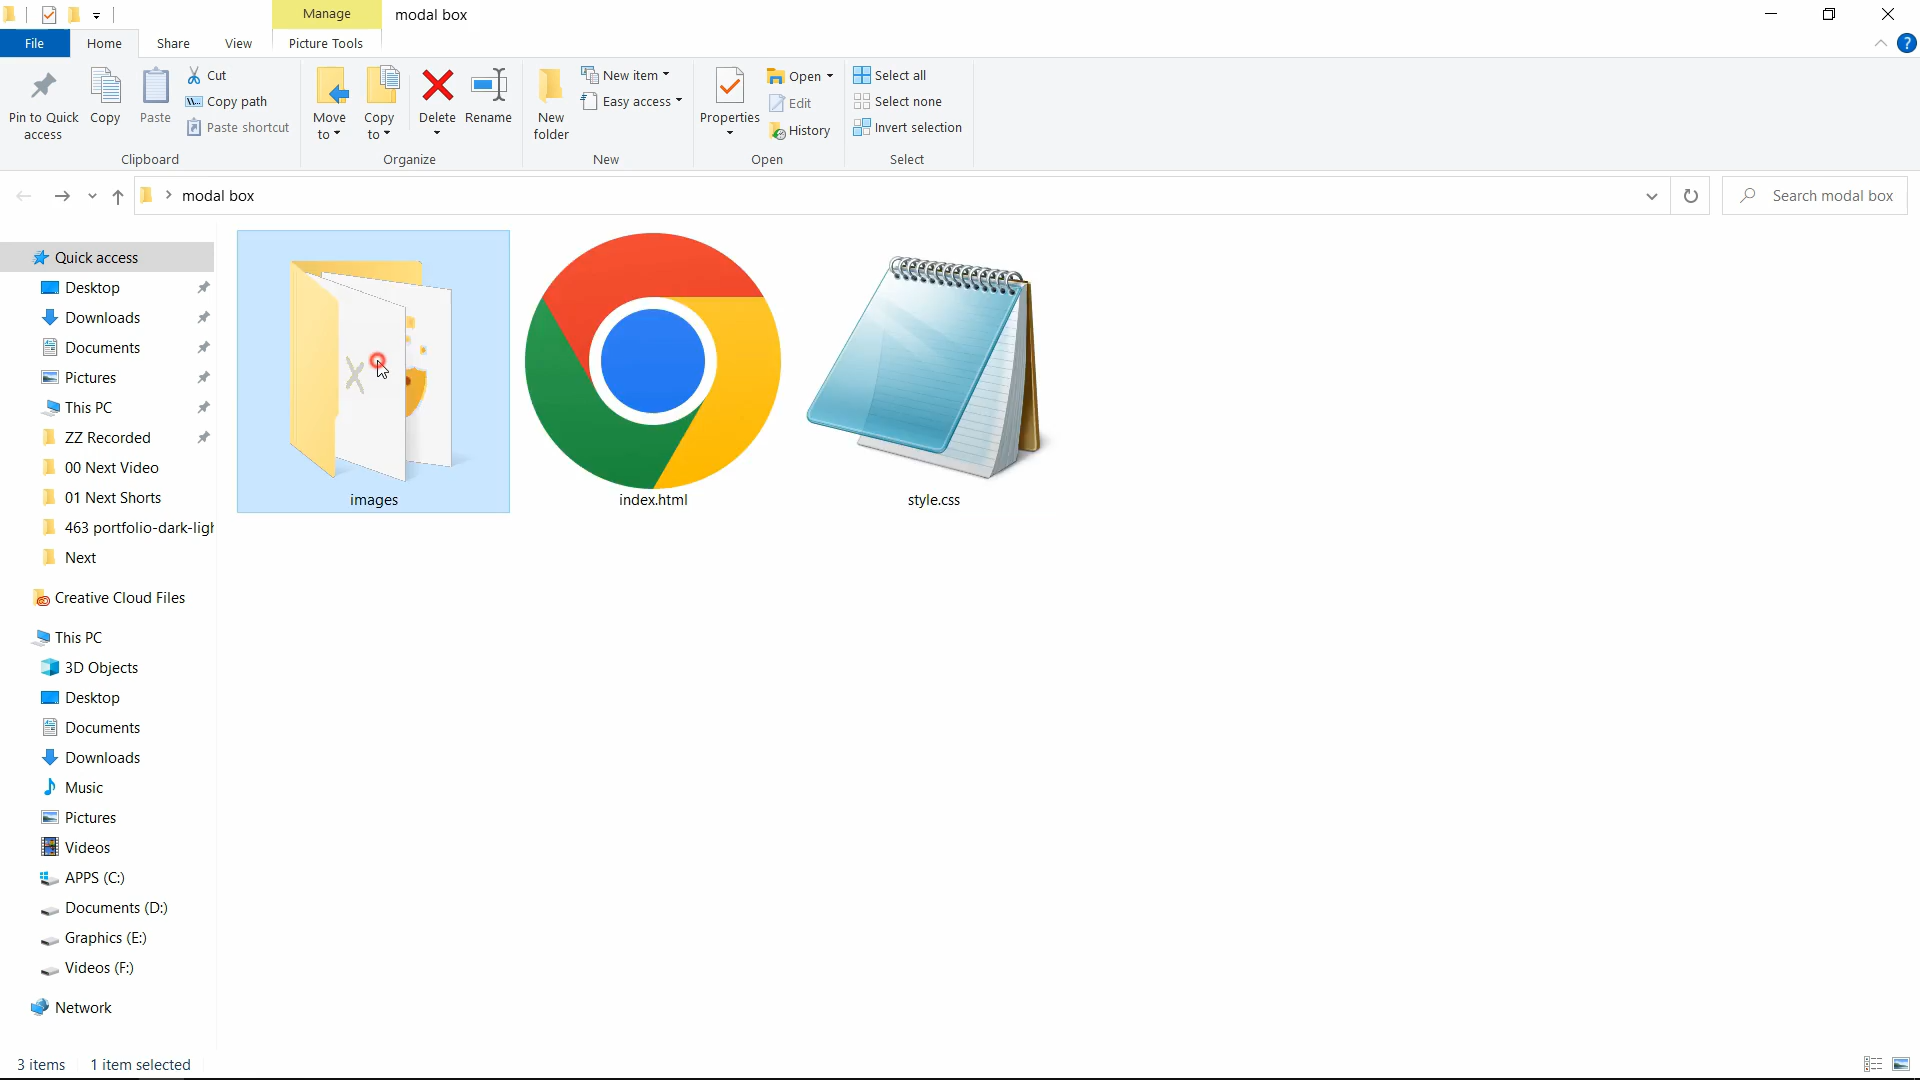 Manage
modal box
File
Home
Share
View
Picture Tools
Pin to Quick access
Copy
Paste
Cut
Copy path
Paste shortcut
Clipboard
Move to
Copy to
Delete
Rename
Organize
New folder
New item
Easy access
New
Properties
Open
Edit
History
Open
Select all
Select none
Invert selection
Select
modal box
Search modal box
Quick access
Desktop
Downloads
Documents
Pictures
This PC
ZZ Recorded
00 Next Video
01 Next Shorts
463 portfolio-dark-ligh
Next
Creative Cloud Files
This PC
3D Objects
Desktop
Documents
Downloads
Music
Pictures
Videos
APPS (C:)
Documents (D:)
Graphics (E:)
Videos (F:)
Network
images
index.html
style.css
3 items
1 item selected